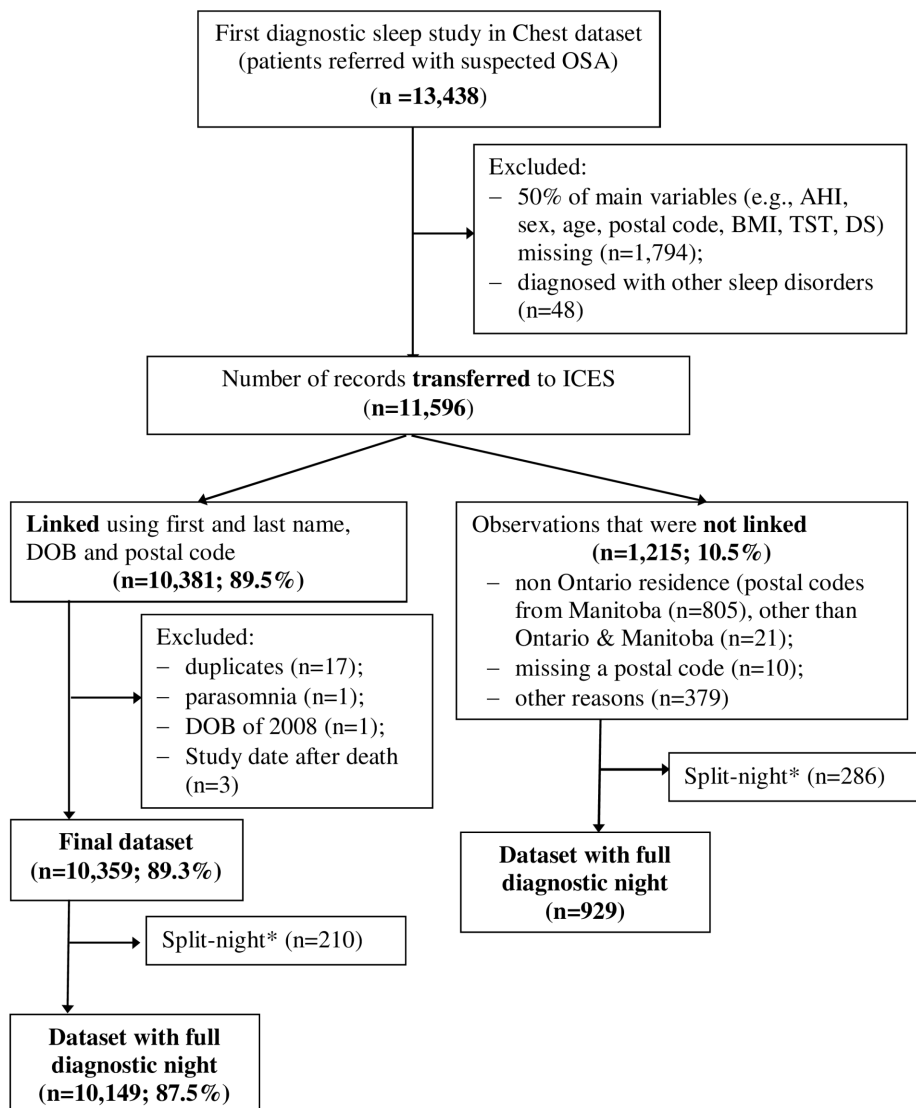 First diagnostic sleep study in Chest dataset
(patients referred with suspected OSA)
(n =13,438)
Excluded:
– 50% of main variables (e.g., AHI,
sex, age, postal code, BMI, TST, DS)
missing (n=1,794);
– diagnosed with other sleep disorders
(n=48)
Number of records transferred to ICES
(n=11,596)
Linked using first and last name,
DOB and postal code
(n=10,381; 89.5%)
Observations that were not linked
(n=1,215; 10.5%)
– non Ontario residence (postal codes
from Manitoba (n=805), other than
Ontario & Manitoba (n=21);
– missing a postal code (n=10);
– other reasons (n=379)
Excluded:
– duplicates (n=17);
– parasomnia (n=1);
– DOB of 2008 (n=1);
– Study date after death
(n=3)
Split-night* (n=286)
Final dataset
(n=10,359; 89.3%)
Dataset with full
diagnostic night
(n=929)
Split-night* (n=210)
Dataset with full
diagnostic night
(n=10,149; 87.5%)